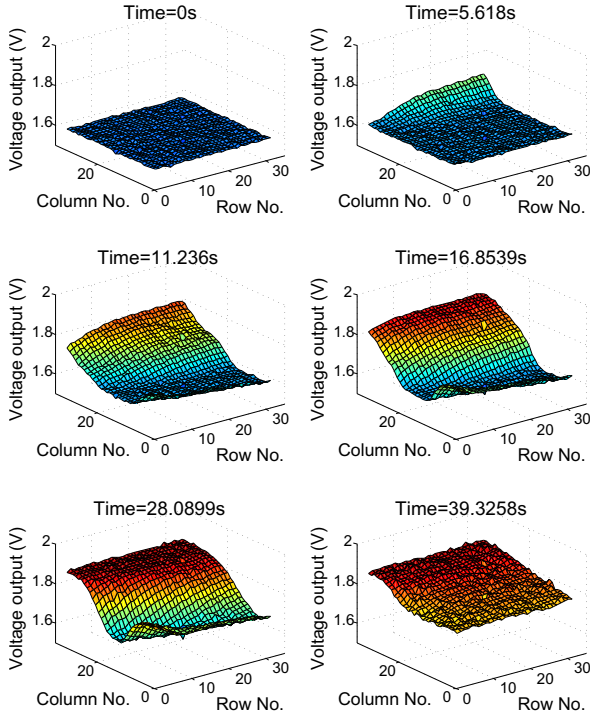 Time=0s
Voltage output (V)
2
1.8
1.6
20
0
Column No.
0
10
20
30
Row No.
Time=5.618s
Voltage output (V)
2
1.8
1.6
20
0
Column No.
0
10
20
30
Row No.
Time=11.236s
Voltage output (V)
2
1.8
1.6
20
0
Column No.
0
10
20
30
Row No.
Time=16.8539s
Voltage output (V)
2
1.8
1.6
20
0
Column No.
0
10
20
30
Row No.
Time=28.0899s
Voltage output (V)
2
1.8
1.6
20
0
Column No.
0
10
20
30
Row No.
Time=39.3258s
Voltage output (V)
2
1.8
1.6
20
0
Column No.
0
10
20
30
Row No.